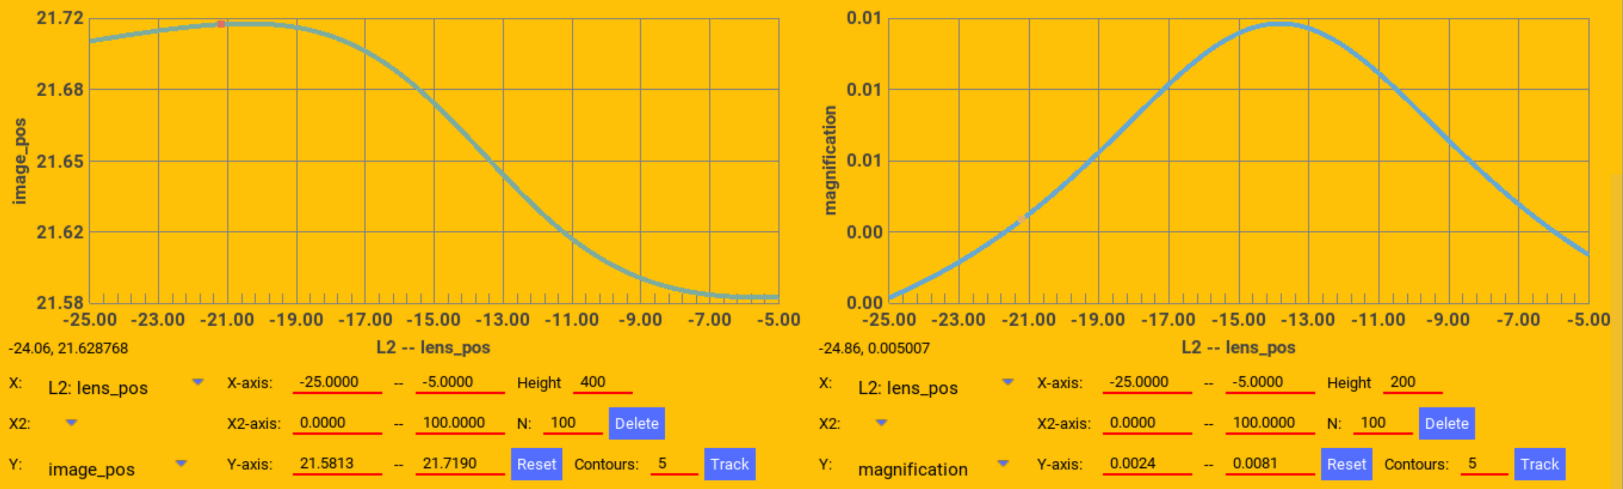 21.72
21.68
21.65
21.62
21.58
image_pos
-25.00 -23.00 -21.00 -19.00 -17.00 -15.00 -13.00 -11.00 -9.00 -7.00 -5.00
-24.06, 21.628768
L2 -- lens_pos
X: L2: lens_pos X-axis: -25.0000 -- -5.0000 Height 400
X2: X2-axis: 0.0000 -- 100.0000 N: 100 Delete
Y: image_pos Y-axis: 21.5813 -- 21.7190 Reset Contours: 5 Track
0.01
0.01
0.01
0.00
0.00
magnification
-25.00 -23.00 -21.00 -19.00 -17.00 -15.00 -13.00 -11.00 -9.00 -7.00 -5.00
-24.86, 0.005007
L2 -- lens_pos
X: L2: lens_pos X-axis: -25.0000 -- -5.0000 Height 200
X2: X2-axis: 0.0000 -- 100.0000 N: 100 Delete
Y: magnification Y-axis: 0.0024 -- 0.0081 Reset Contours: 5 Track